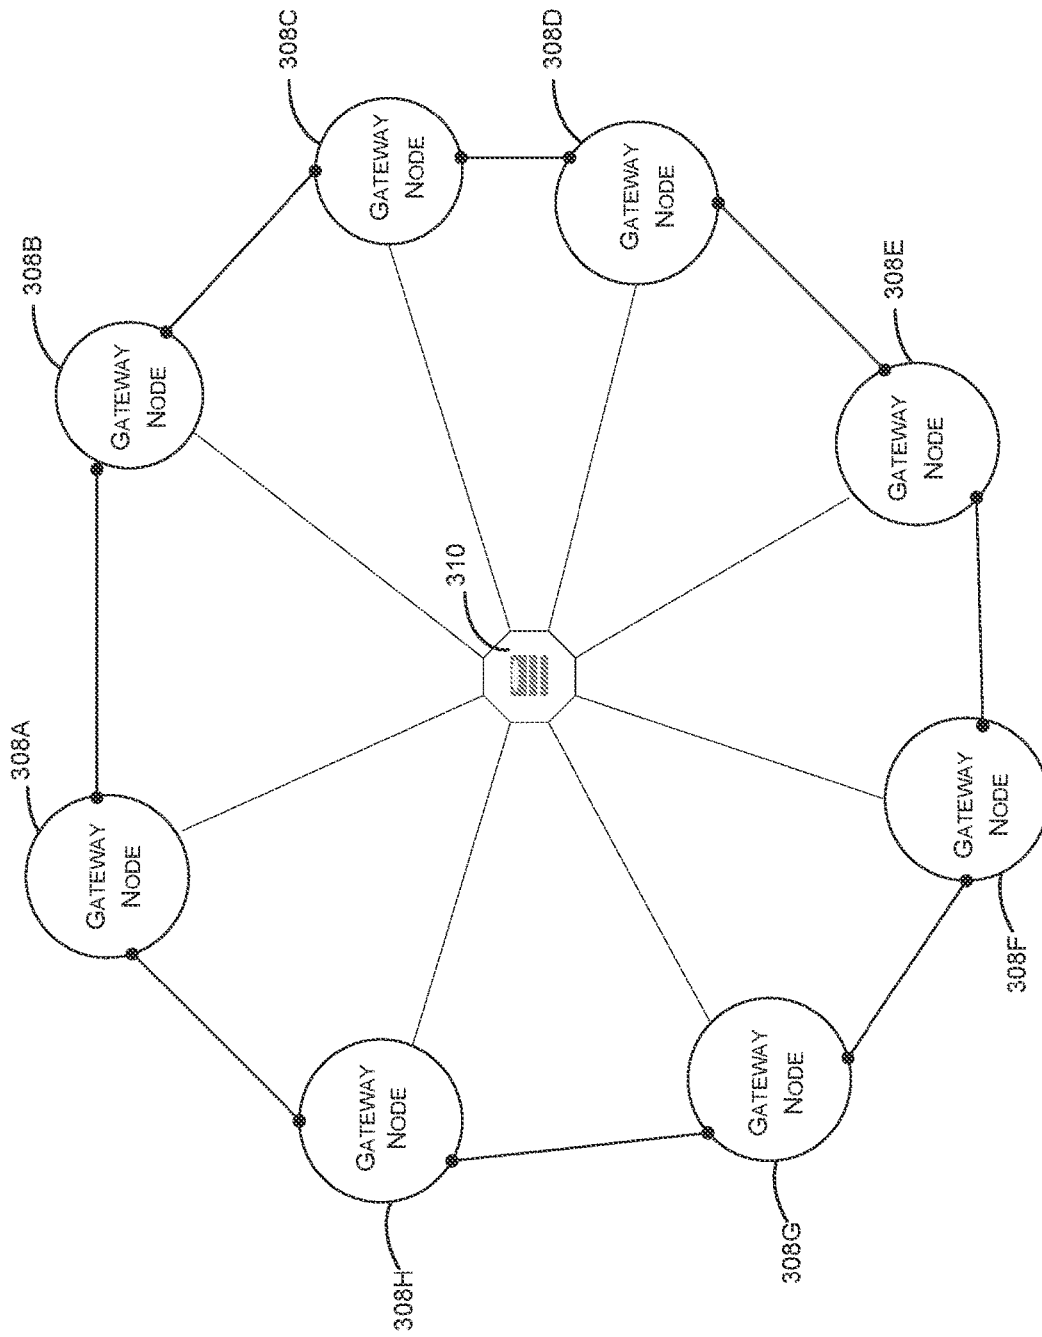 308A
GATEWAY
NODE
308B
GATEWAY
NODE
308C
GATEWAY
NODE
308D
GATEWAY
NODE
308E
GATEWAY
NODE
308F
GATEWAY
NODE
308G
GATEWAY
NODE
308H
GATEWAY
NODE
310